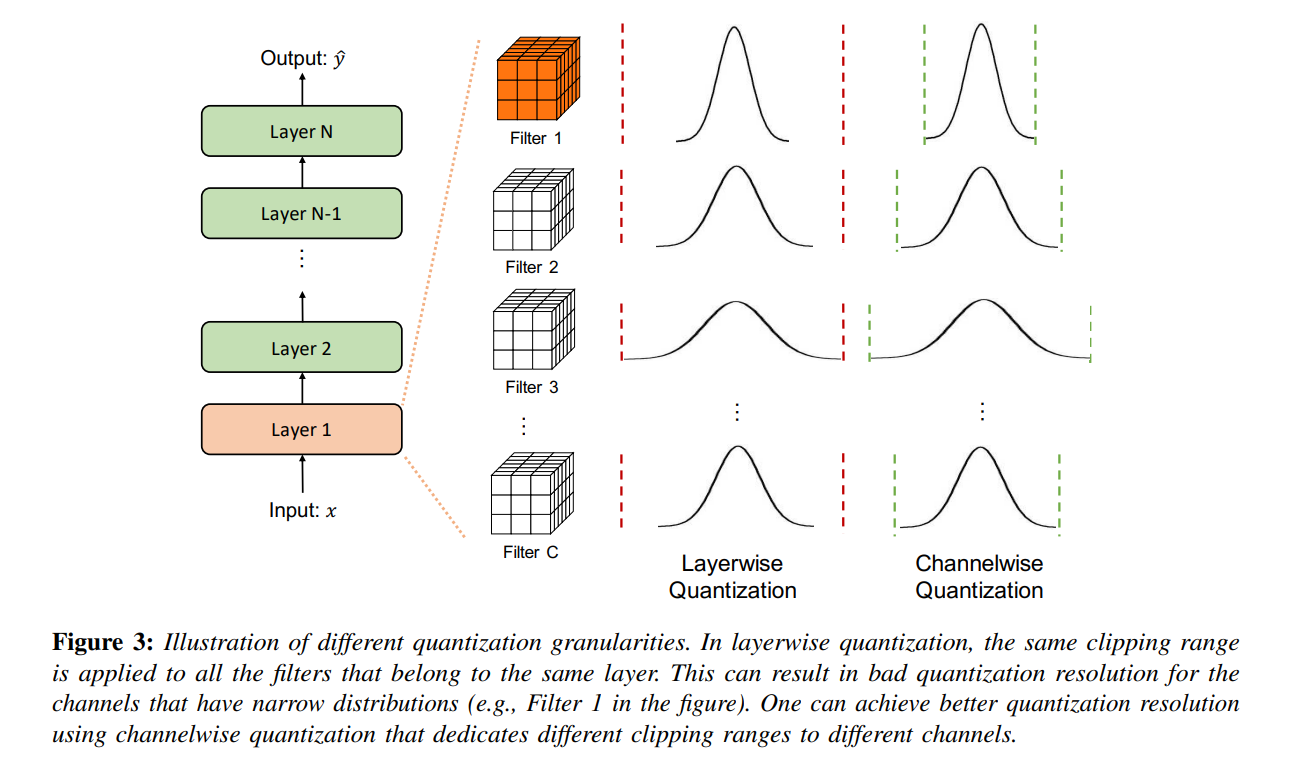 Output: ŷ
Layer N
Layer N-1
⋮
Layer 2
Layer 1
Input: x
Filter 1
Filter 2
Filter 3
⋮
Filter C
⋮
⋮
Layerwise
Quantization
Channelwise
Quantization
Figure 3: Illustration of different quantization granularities. In layerwise quantization, the same clipping range
is applied to all the filters that belong to the same layer. This can result in bad quantization resolution for the
channels that have narrow distributions (e.g., Filter 1 in the figure). One can achieve better quantization resolution
using channelwise quantization that dedicates different clipping ranges to different channels.